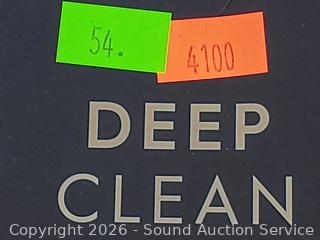 54.
4100
DEEP
CLEAN
Copyright 2026 - Sound Auction Service